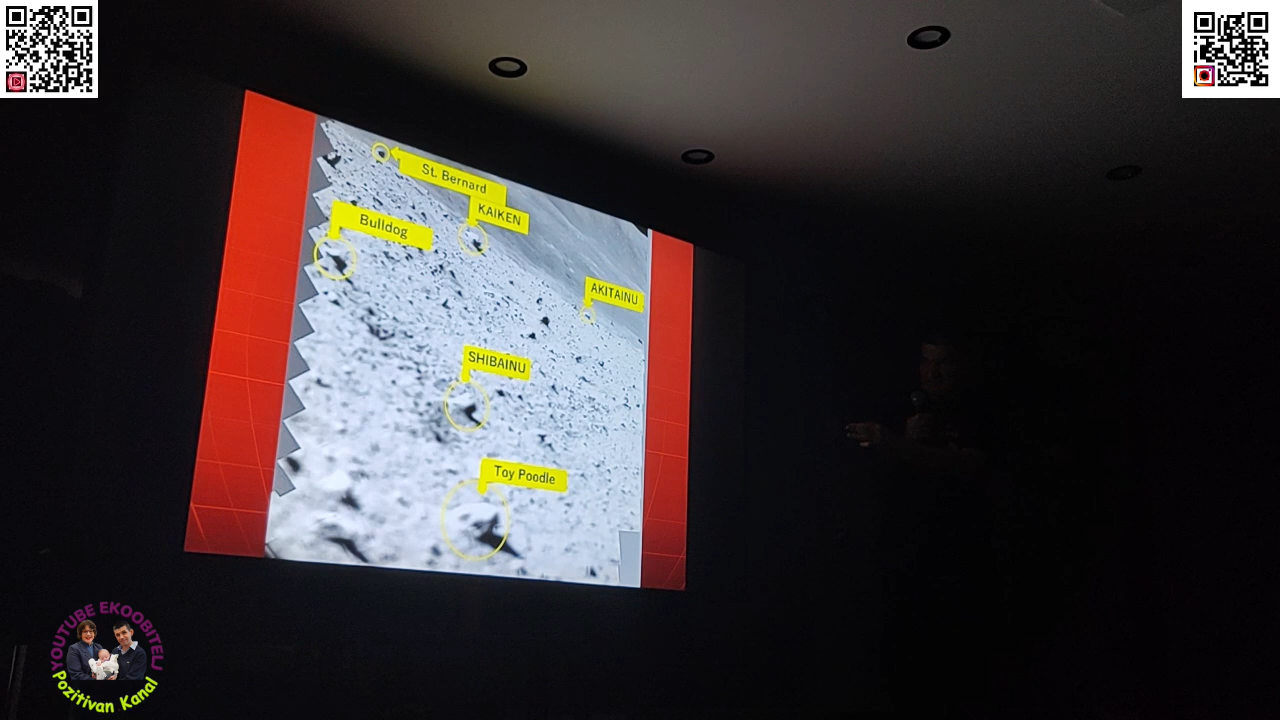 St. Bernard
KAIKEN
Bulldog
AKITAINU
SHIBAINU
Toy Poodle
YOUTUBE EKOOBITELJ
Pozitivan Kanal